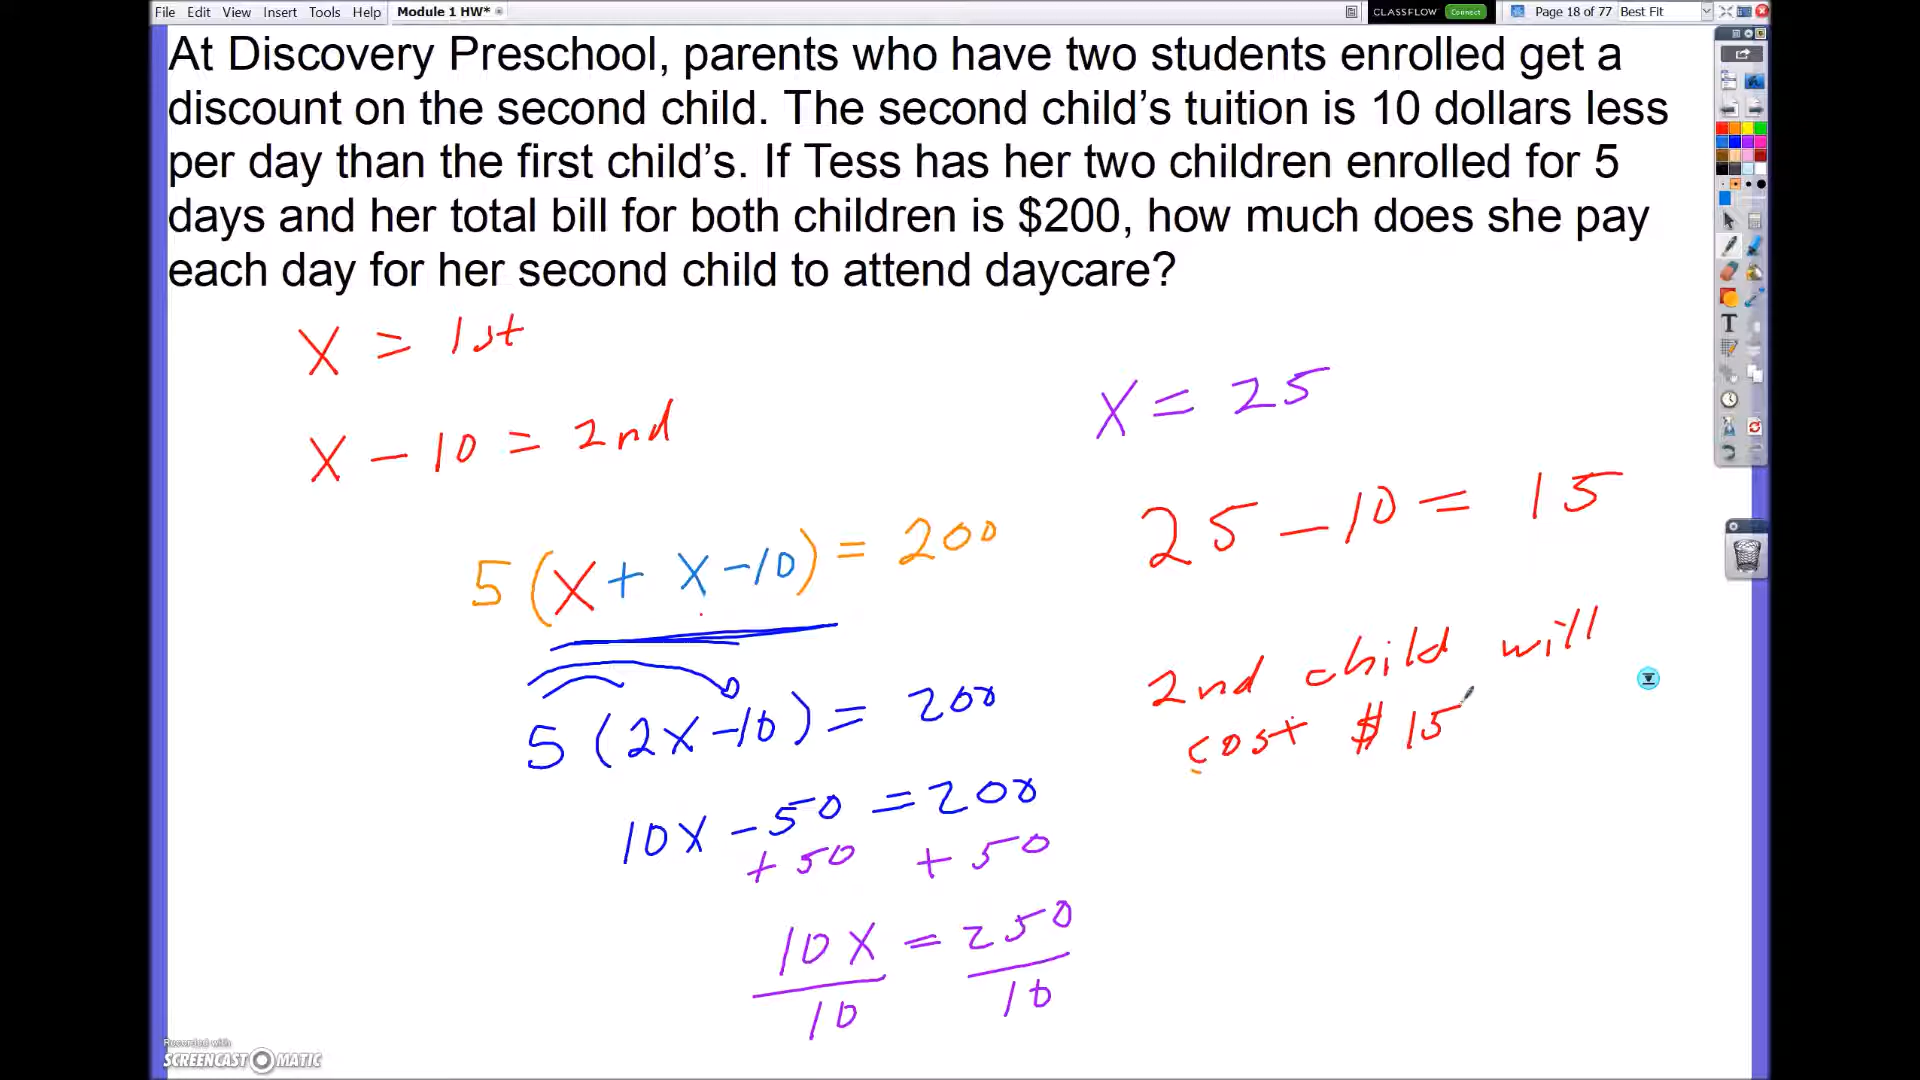 File Edit View Insert Tools Help Module 1 HW* CLASSFLOW Connect Page 18 of 77 Best Fit
At Discovery Preschool, parents who have two students enrolled get a
discount on the second child. The second child’s tuition is 10 dollars less
per day than the first child’s. If Tess has her two children enrolled for 5
days and her total bill for both children is $200, how much does she pay
each day for her second child to attend daycare?
X = 1st
X - 10 = 2nd
5 (X + X - 10) = 200
5 (2X - 10) = 200
10X - 50 = 200
+ 50 + 50
10X = 250
10 10
X = 25
25 - 10 = 15
2nd child will
cost $ 15
Recorded with
SCREENCAST MATIC